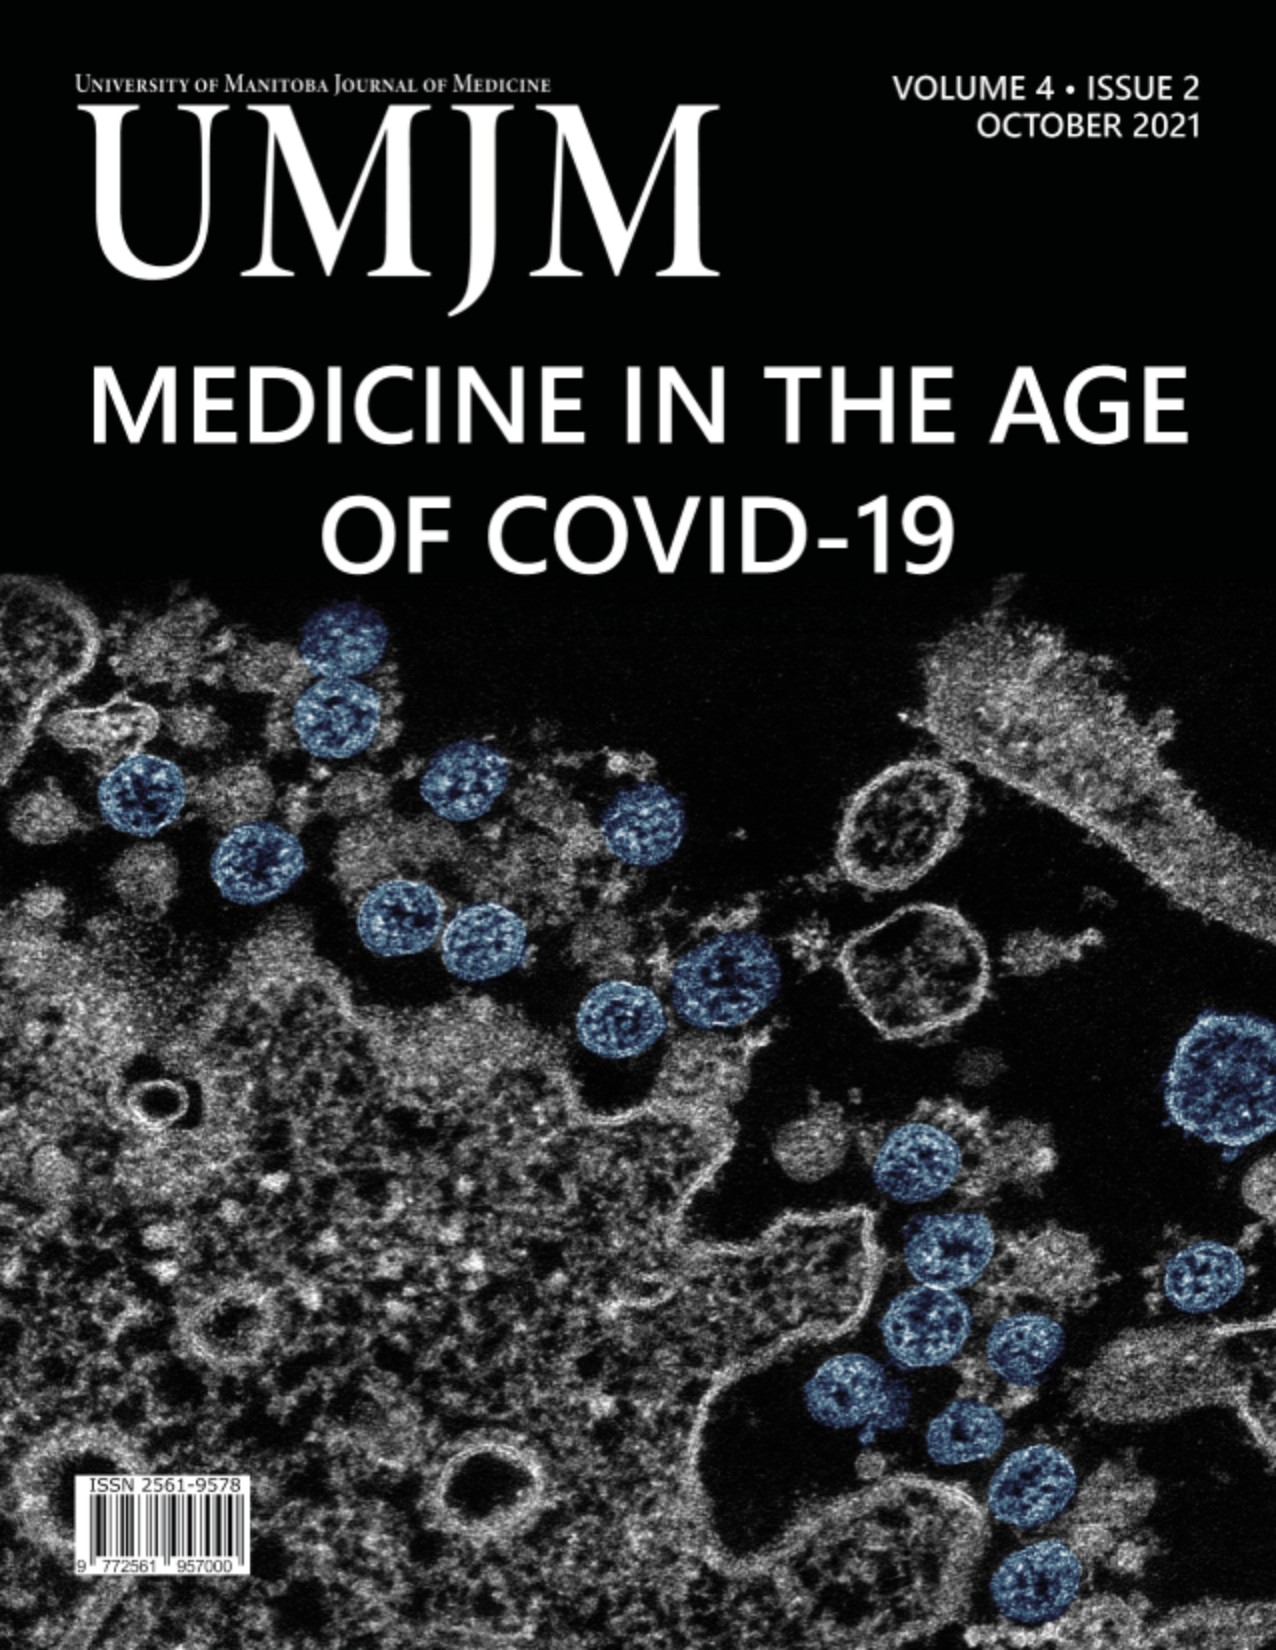 UNIVERSITY OF MANITOBA JOURNAL OF MEDICINE
UMJM
VOLUME 4 • ISSUE 2
OCTOBER 2021
MEDICINE IN THE AGE
OF COVID-19
ISSN 2561-9578
9 772561 957000